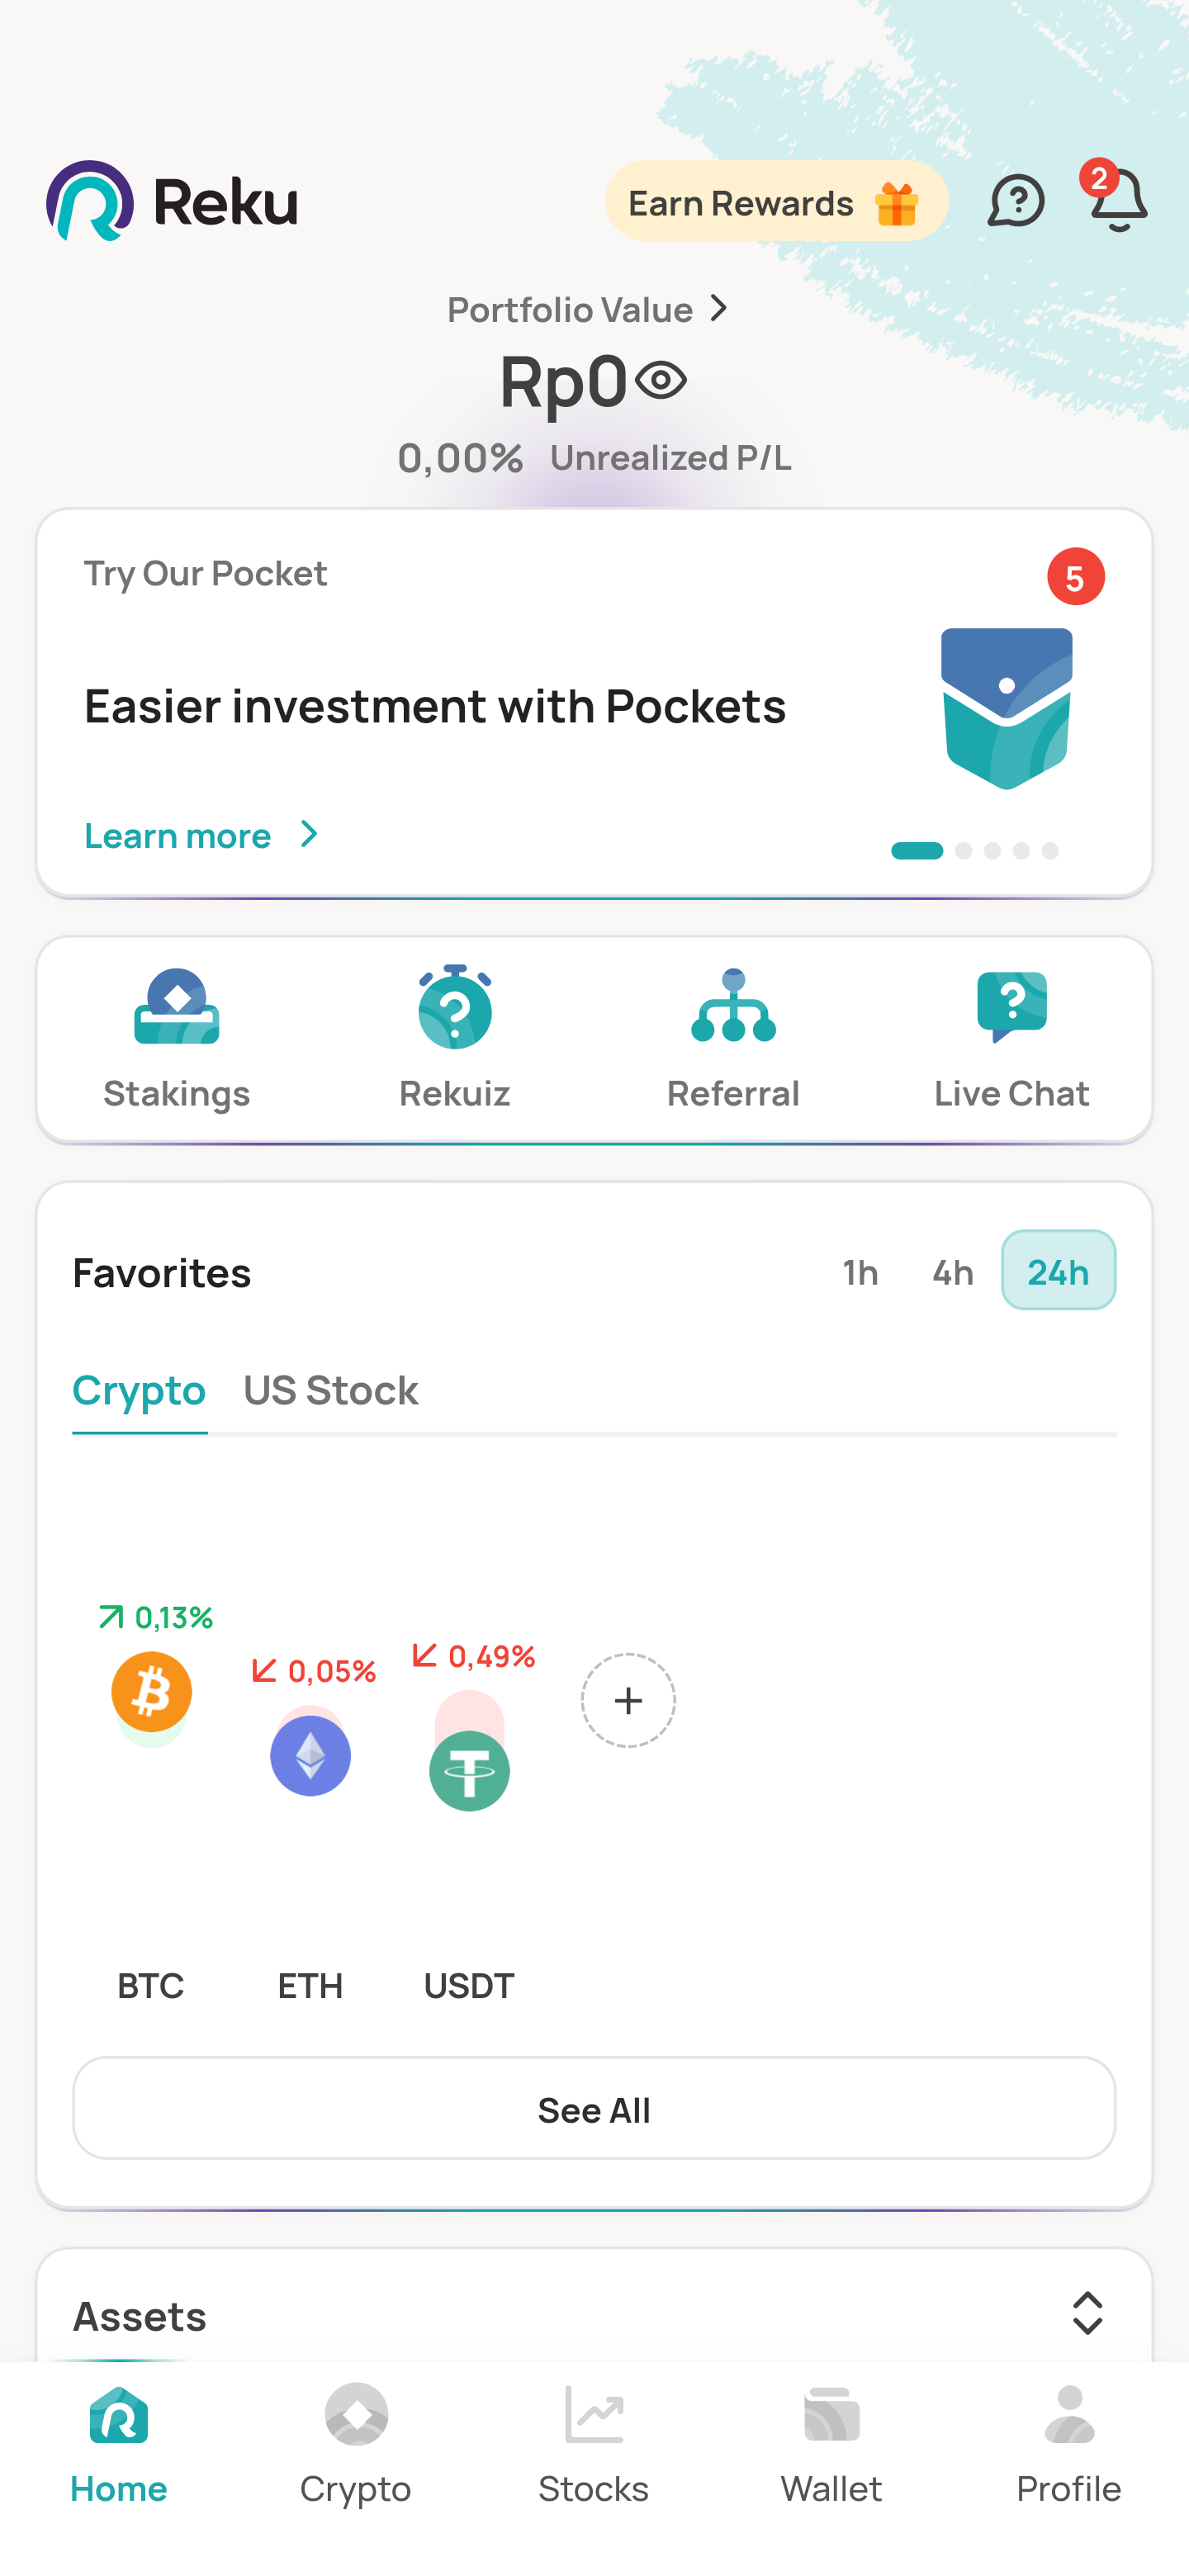 Reku
Earn Rewards
2
Portfolio Value
Rp0
0,00% Unrealized P/L
Try Our Pocket
5
Easier investment with Pockets
Learn more
Stakings
Rekuiz
Referral
Live Chat
Favorites
1h
4h
24h
Crypto
US Stock
0,13%
0,05%
0,49%
BTC
ETH
USDT
See All
Assets
Home
Crypto
Stocks
Wallet
Profile